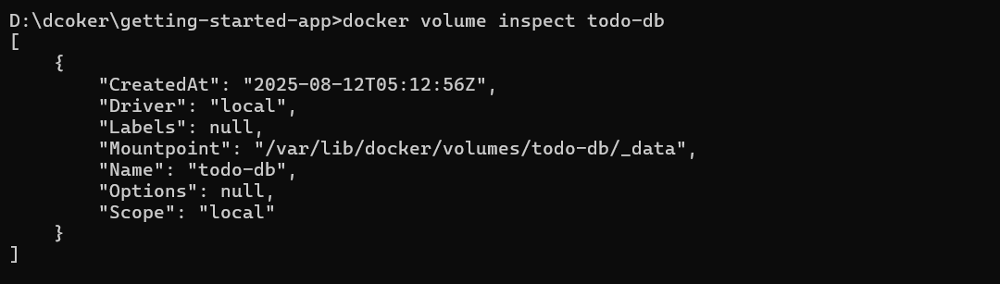 D:\dcoker\getting-started-app>docker volume inspect todo-db
[
    {
        "CreatedAt": "2025-08-12T05:12:56Z",
        "Driver": "local",
        "Labels": null,
        "Mountpoint": "/var/lib/docker/volumes/todo-db/_data",
        "Name": "todo-db",
        "Options": null,
        "Scope": "local"
    }
]